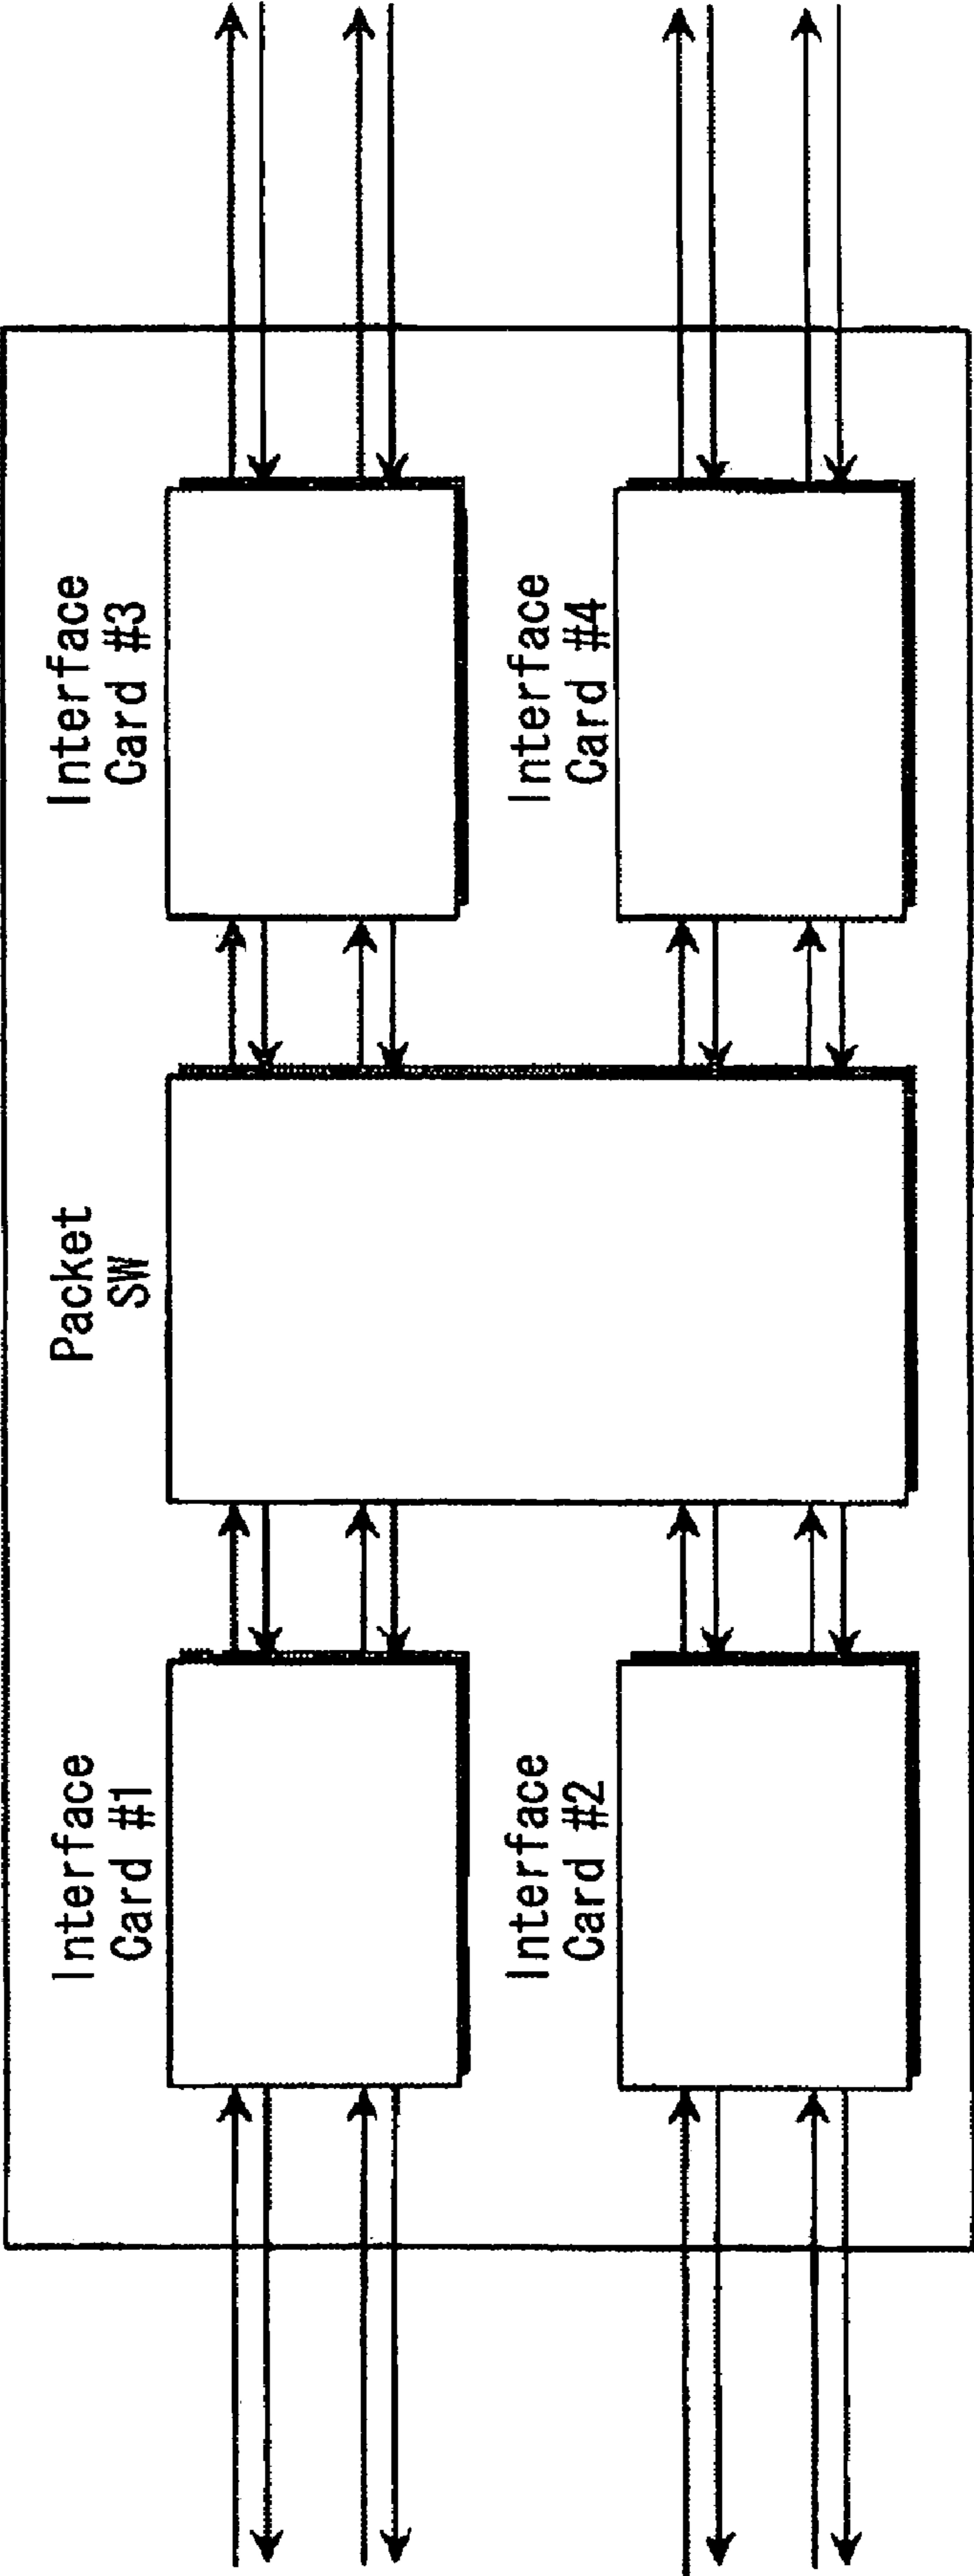 Interface
Card #1
Packet
SW
Interface
Card #3
Interface
Card #2
Interface
Card #4